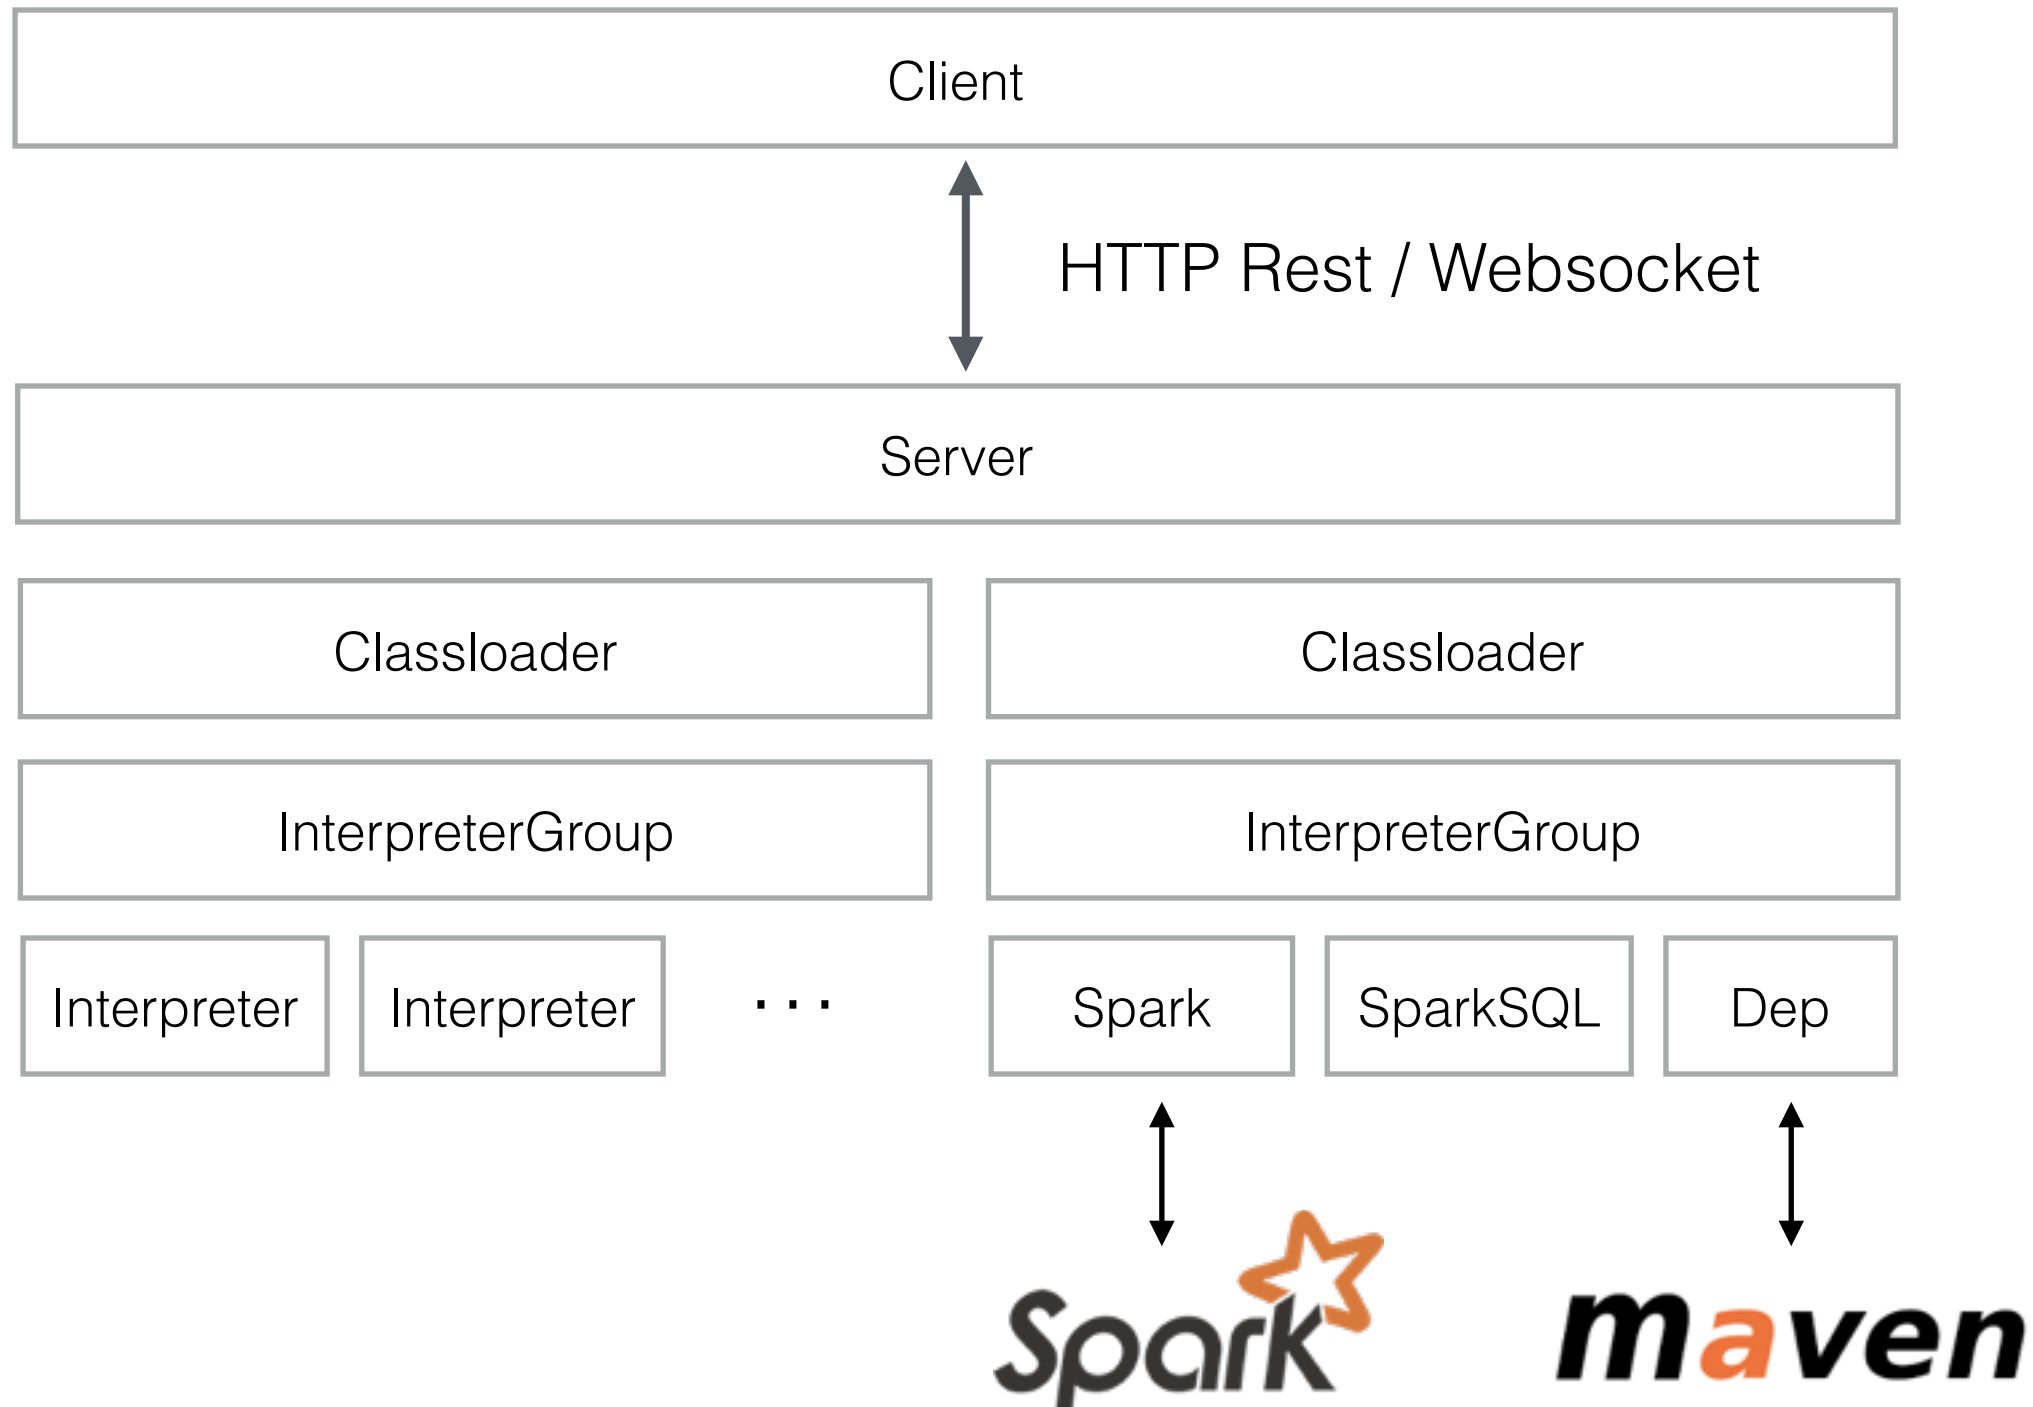 Client
HTTP Rest / Websocket
Server
Classloader Classloader
InterpreterGroup InterpreterGroup
Interpreter Interpreter ... Spark SparkSQL Dep
Spark maven